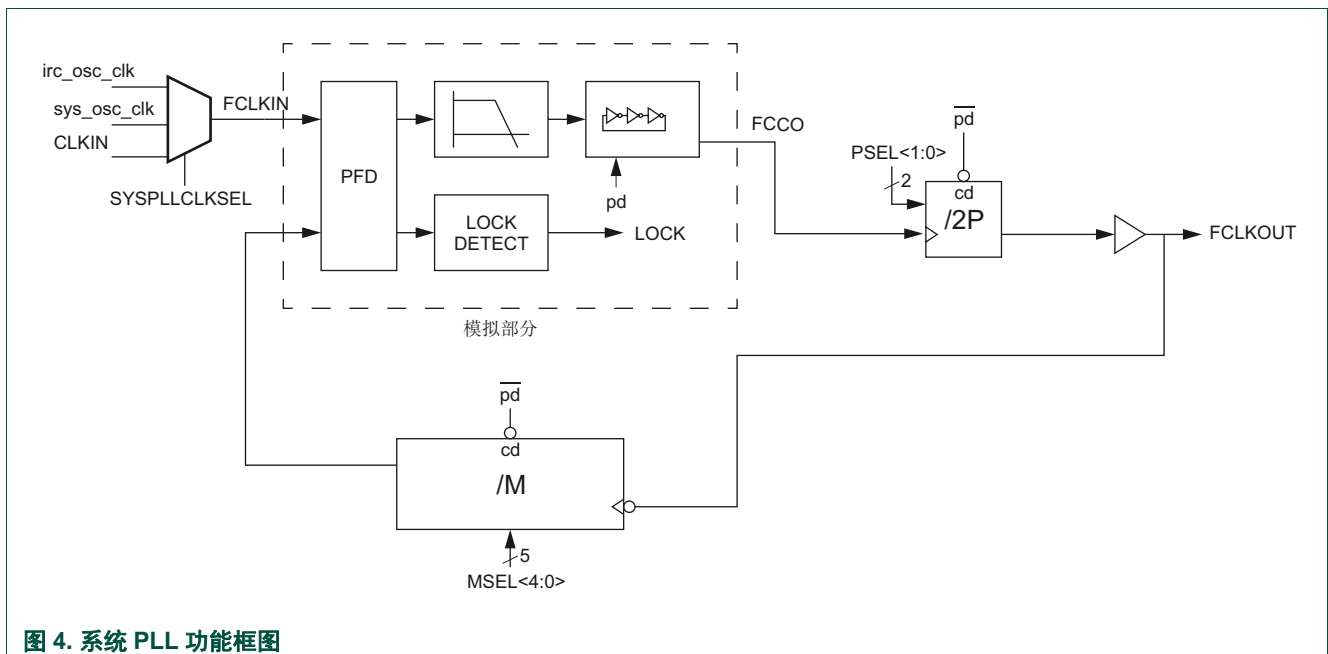 irc_osc_clk
sys_osc_clk
CLKIN
FCLKIN
SYSPLLCLKSEL
PFD
LOCK
DETECT
LOCK
pd
FCCO
模拟部分
pd
PSEL<1:0>
2
cd
/2P
FCLKOUT
pd
cd
/M
5
MSEL<4:0>
图 4. 系统 PLL 功能框图